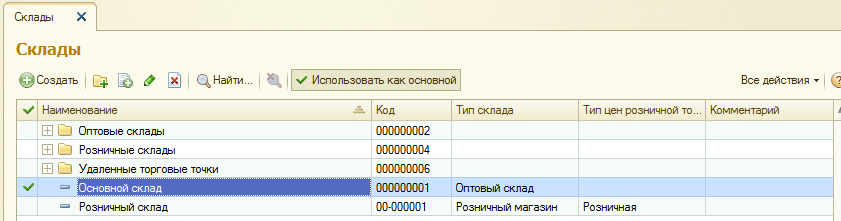 Склады
Склады
Создать Найти... Использовать как основной Все действия
Наименование Код Тип склада Тип цен розничной то... Комментарий
Оптовые склады 000000002
Розничные склады 000000004
Удаленные торговые точки 000000006
Основной склад 000000001 Оптовый склад
Розничный склад 00-000001 Розничный магазин Розничная